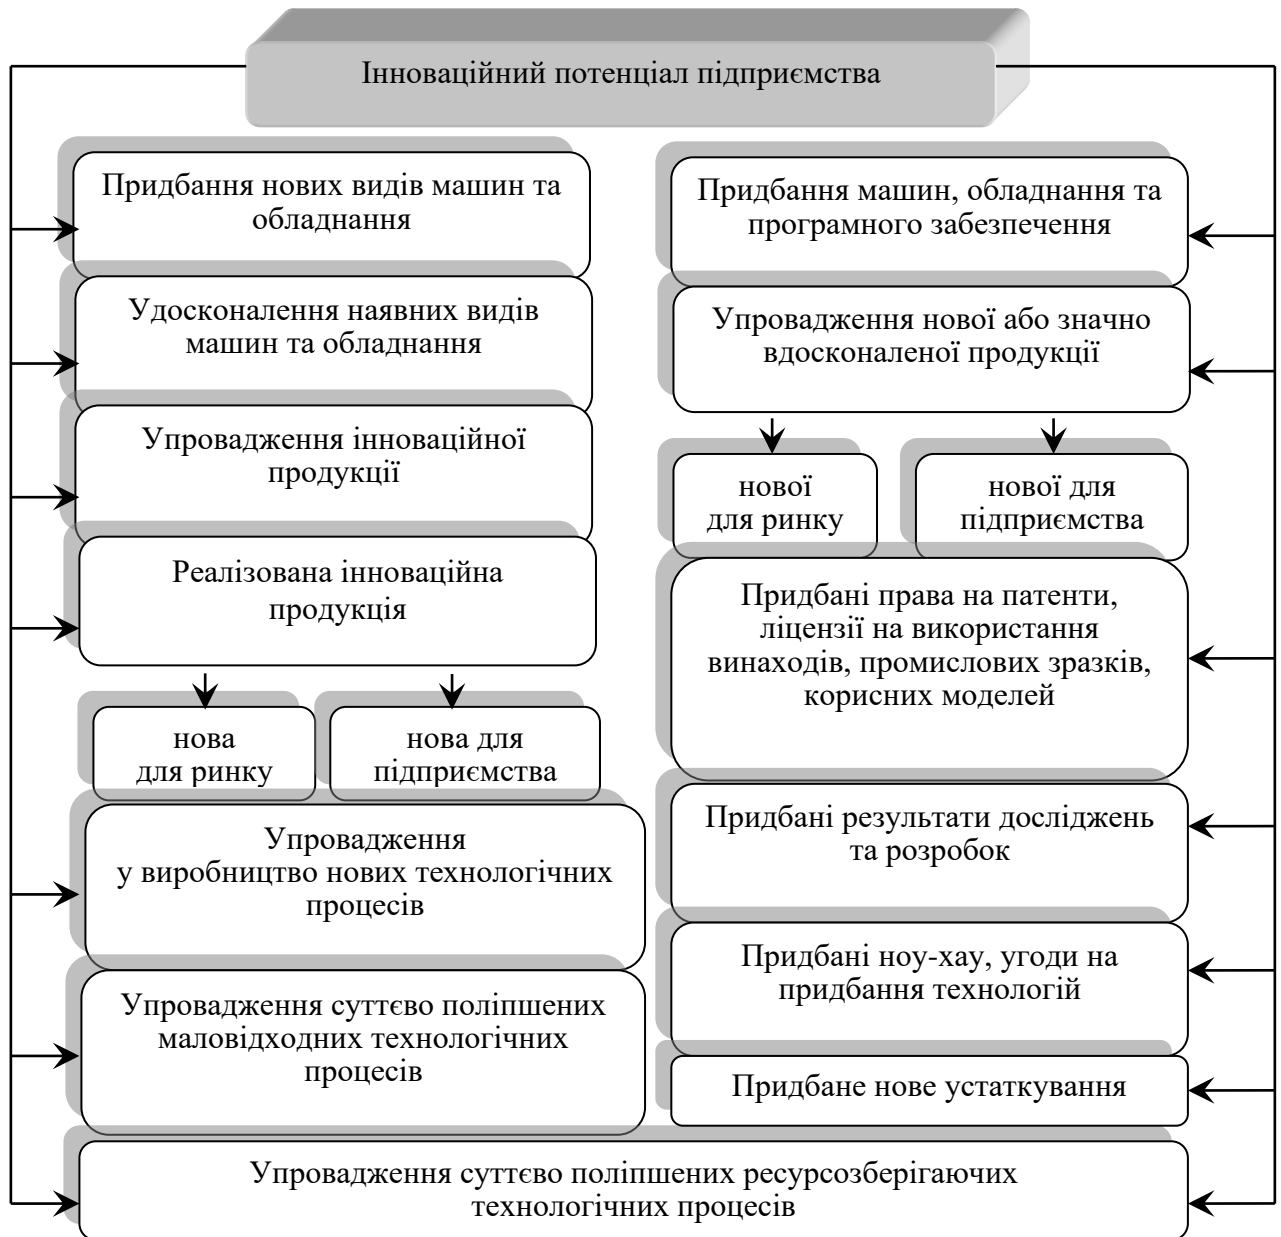 Інноваційний потенціал підприємства
Придбання нових видів машин та
обладнання
Удосконалення наявних видів
машин та обладнання
Упровадження інноваційної
продукції
Реалізована інноваційна
продукція
нова
для ринку
нова для
підприємства
Упровадження
у виробництво нових технологічних
процесів
Упровадження суттєво поліпшених
маловідходних технологічних
процесів
Придбання машин, обладнання та
програмного забезпечення
Упровадження нової або значно
вдосконаленої продукції
нової
для ринку
нової для
підприємства
Придбані права на патенти,
ліцензії на використання
винаходів, промислових зразків,
корисних моделей
Придбані результати досліджень
та розробок
Придбані ноу-хау, угоди на
придбання технологій
Придбане нове устаткування
Упровадження суттєво поліпшених ресурсозберігаючих
технологічних процесів